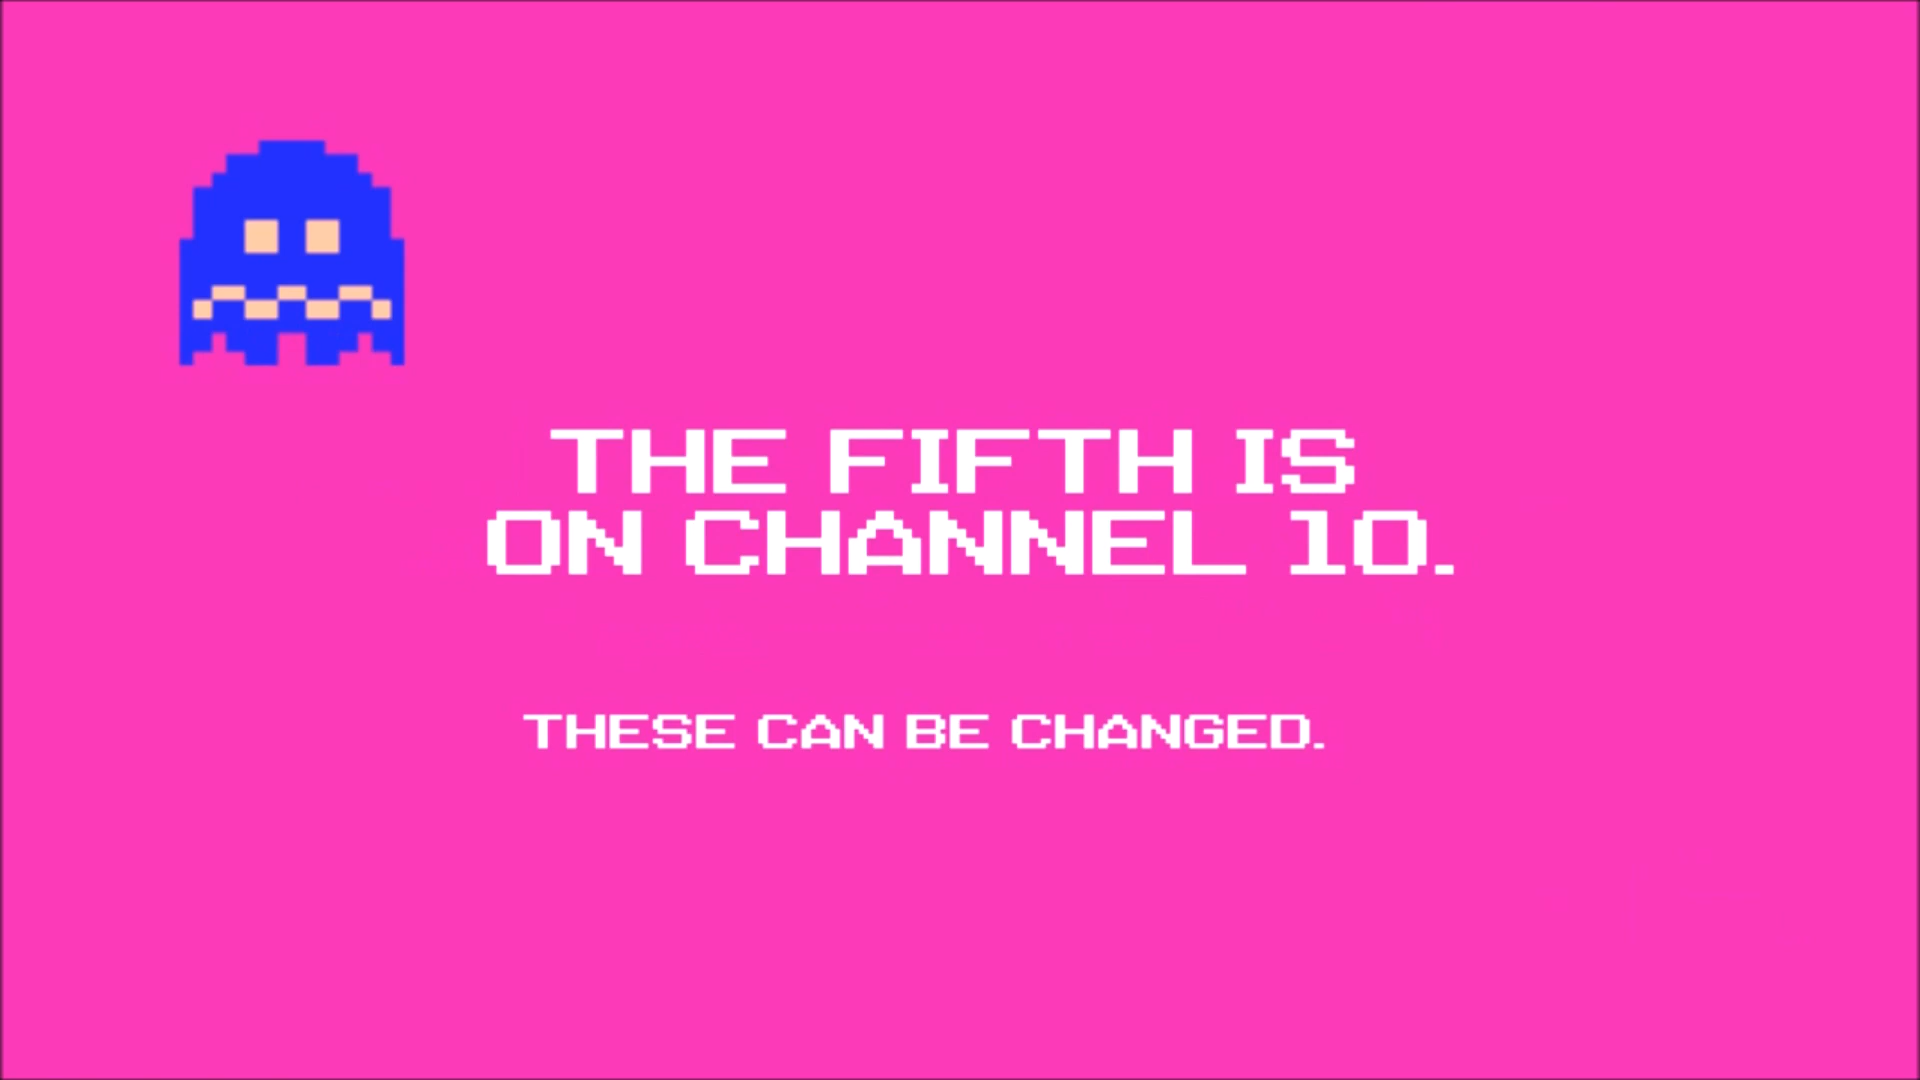 THE FIFTH IS
ON CHANNEL 10.
THESE CAN BE CHANGED.